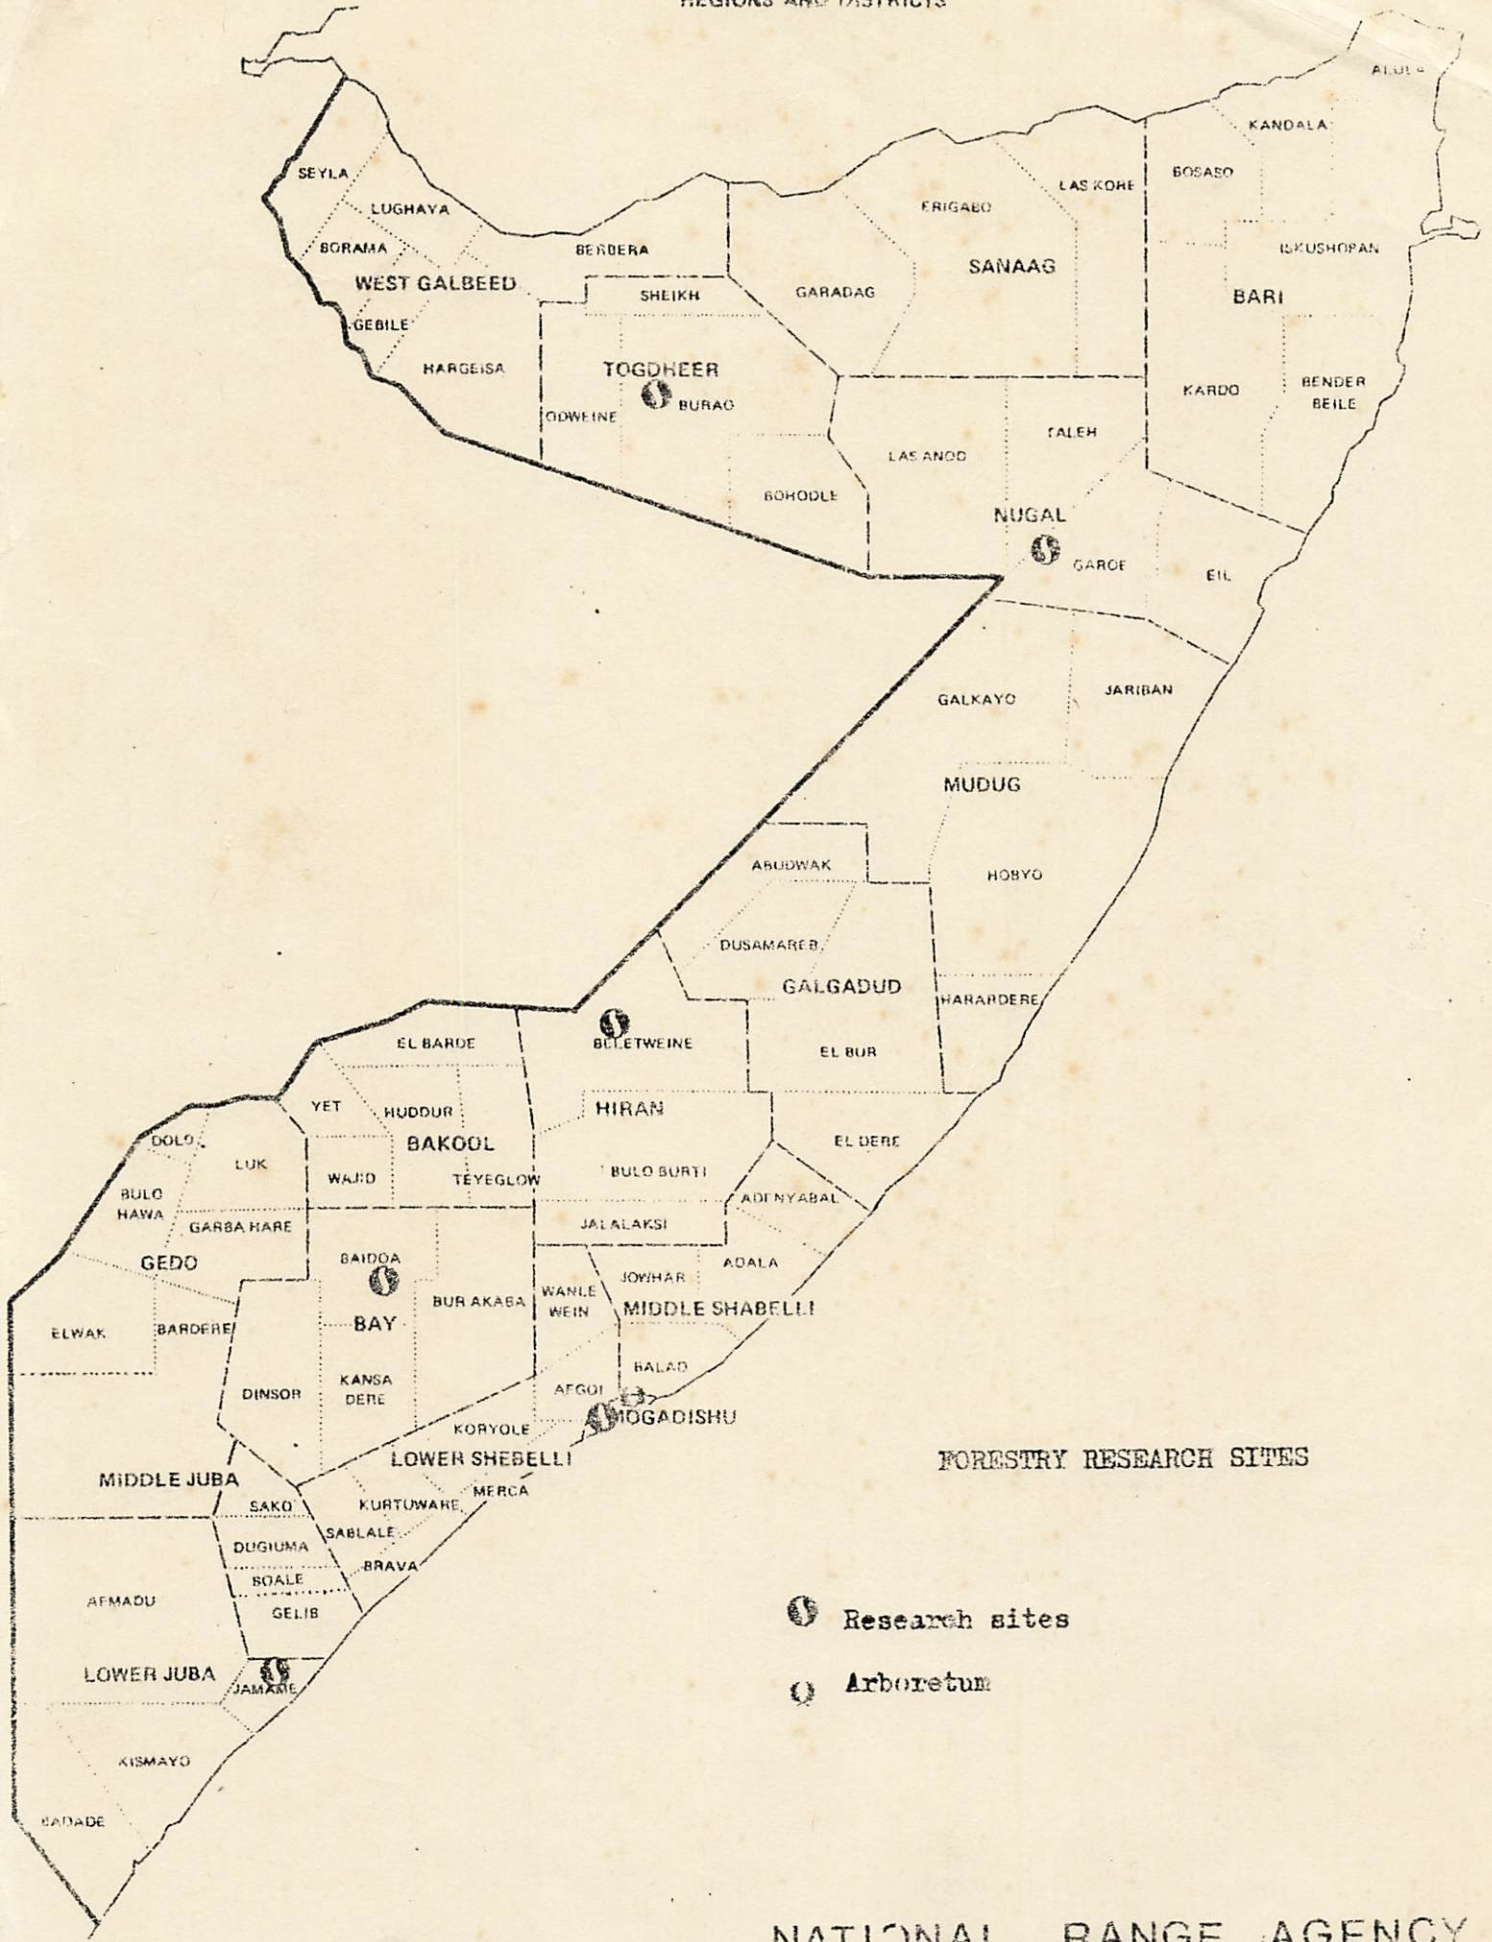 REGIONS AND DISTRICTS
ALULA
KANDALA
BOSASO
SEYLA
LAS KORE
LUGHAYA
ERIGABO
BORAMA
BERBERA
ISKUSHOPAN
SANAAG
WEST GALBEED
SHEIKH
GARADAG
BARI
GEBILE
HARGEISA
TOGDHEER
BURAO
ODWEINE
KARDO
BENDER
BEILE
TALEH
LAS ANOD
BOHODLE
NUGAL
GAROE
EIL
GALKAYO
JARIBAN
MUDUG
ABUDWAK
HOBYO
DUSAMAREB
GALGADUD
HARARDERE
EL BARDE
BELETWEINE
EL BUR
YET
HUDDUR
HIRAN
BAKOOL
DOLO
EL DERE
LUK
WAJID
TEYEGLOW
BULO BURTI
BULO
HAWA
ADENYABAL
GARBA HARE
JALALAKSI
GEDO
BAIDOA
ADALA
JOWHAR
WANLE
WEIN
BUR AKABA
MIDDLE SHABELLI
BAY
ELWAK
BARDERE
BALAD
DINSOR
KANSA
DERE
AFGOI
MOGADISHU
KORYOLE
LOWER SHEBELLI
FORESTRY RESEARCH SITES
MIDDLE JUBA
MERCA
SAKO
KURTUWARE
SABLALE
DUGIUMA
BRAVA
BOALE
AFMADU
GELIB
Research sites
LOWER JUBA
JAMAME
Arboretum
KISMAYO
BADADE
NATIONAL RANGE AGENCY